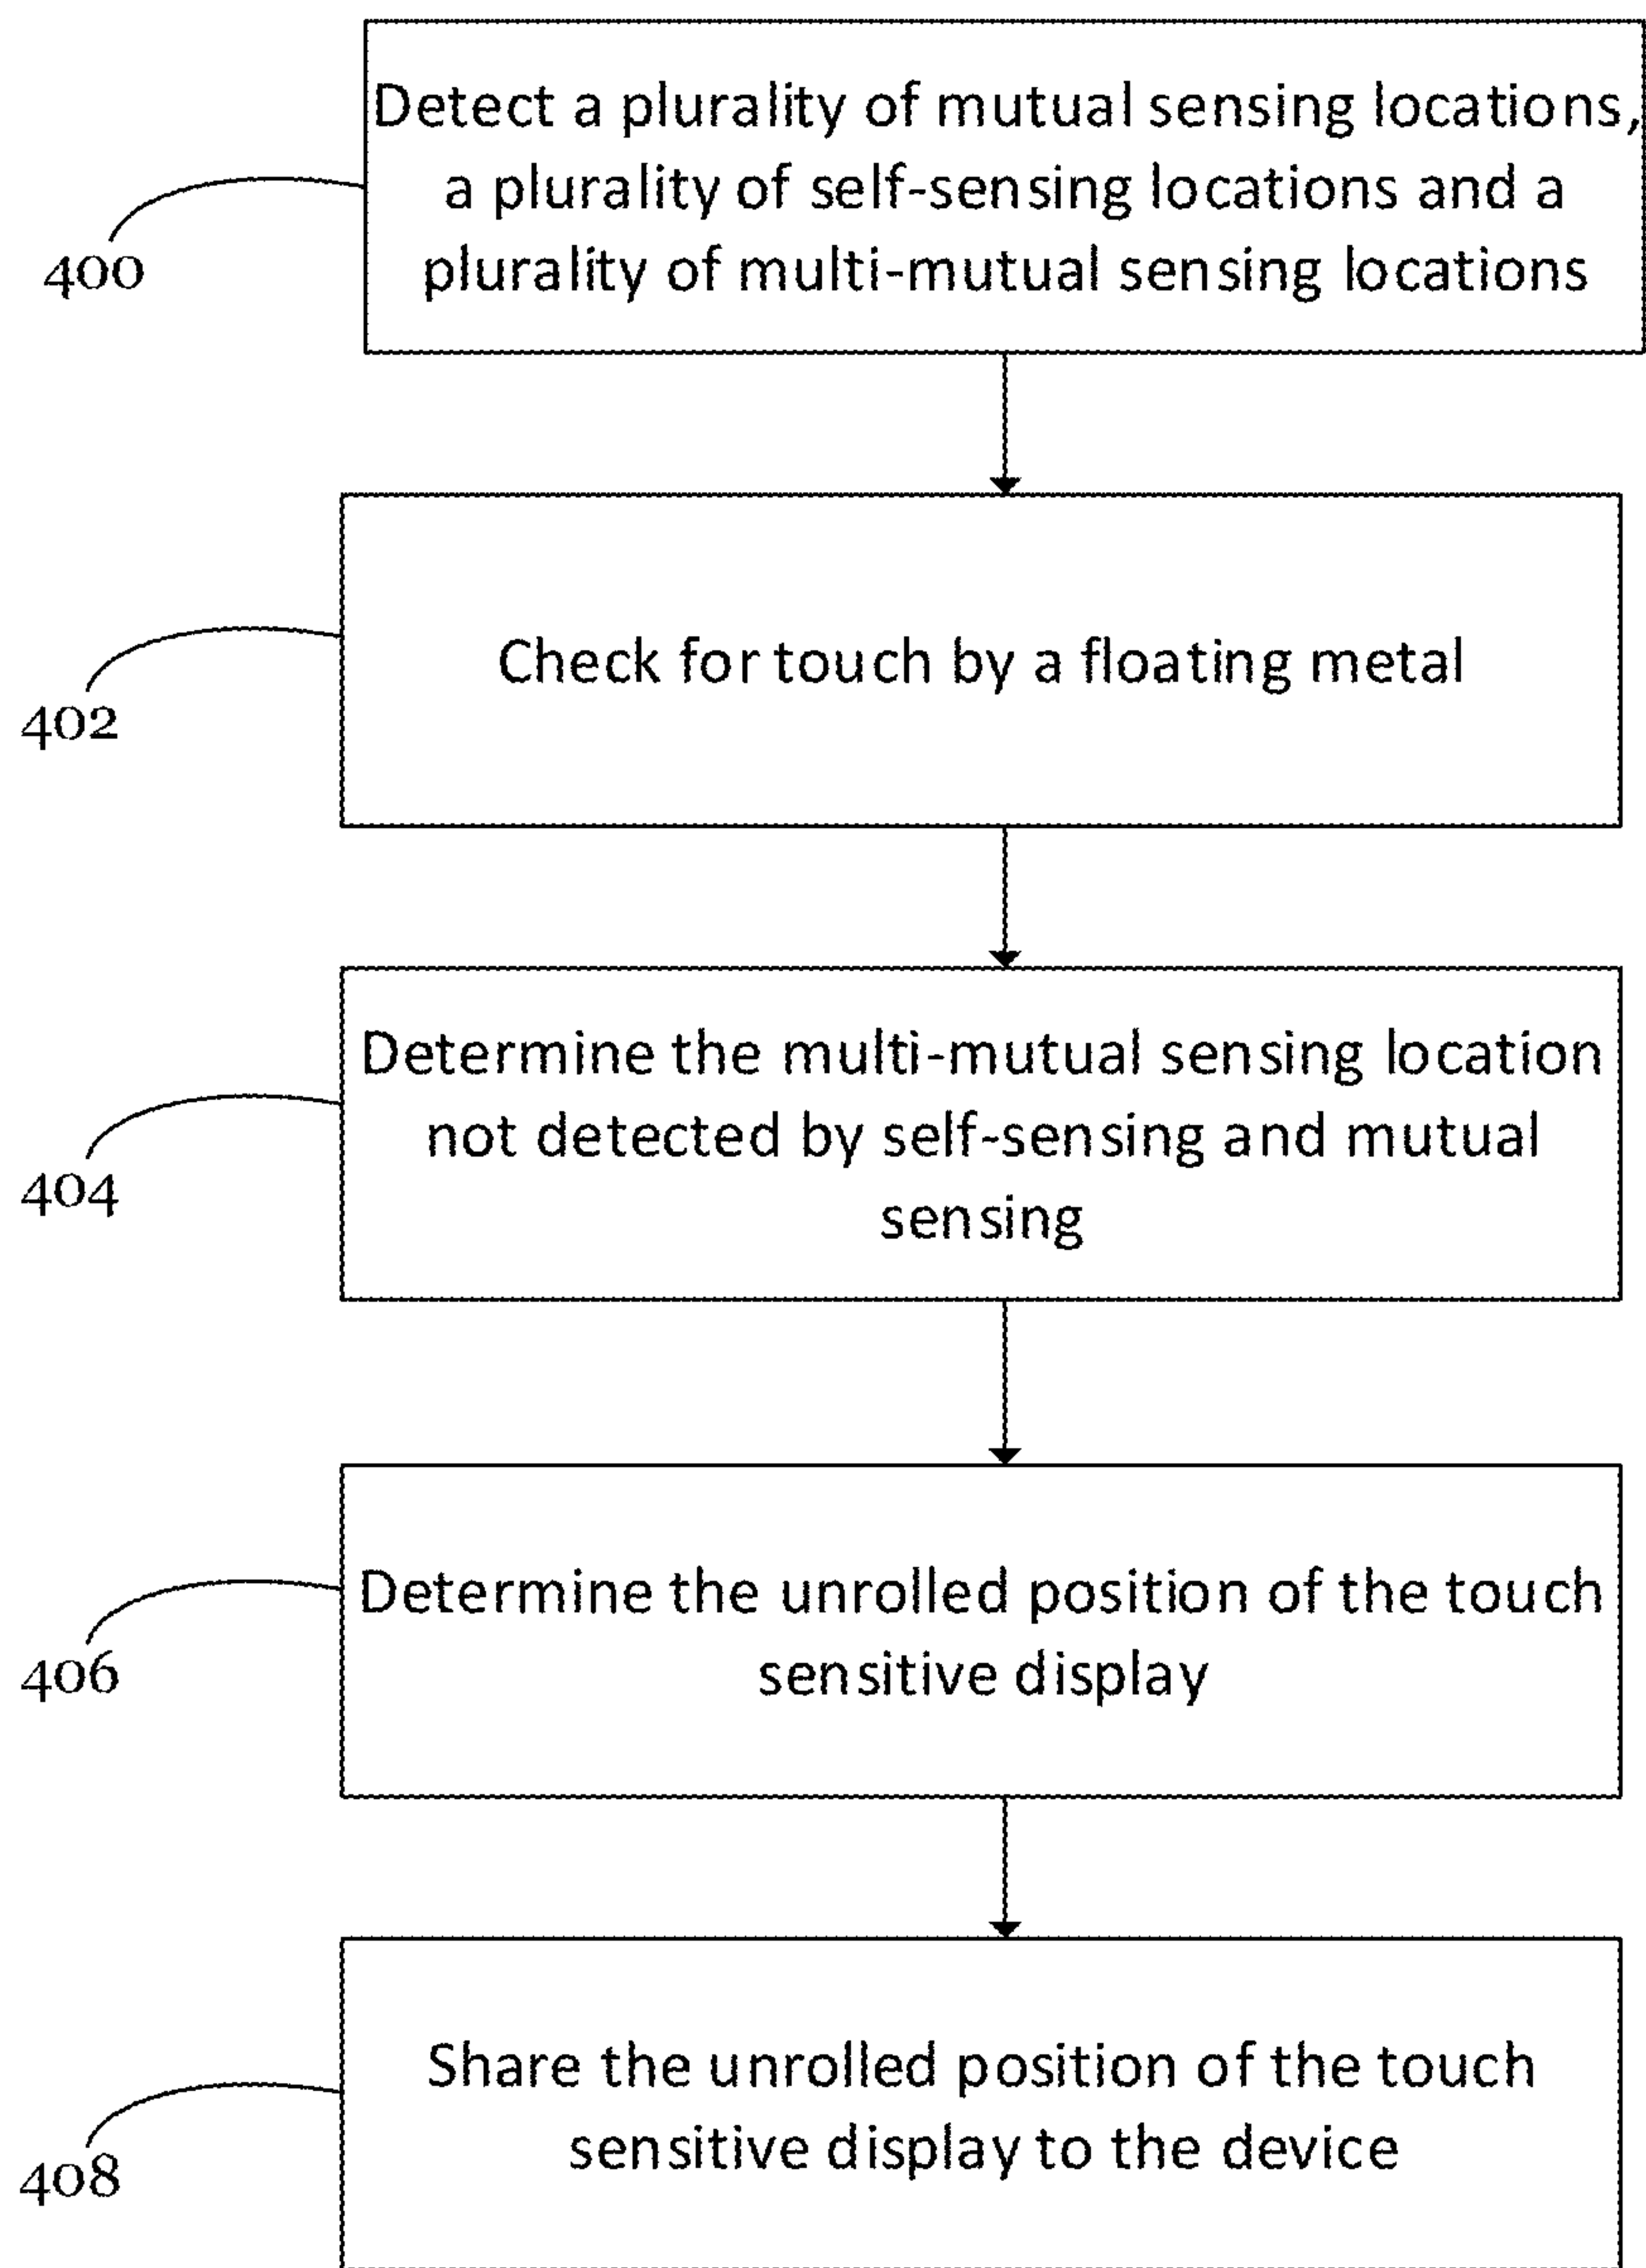 Detect a plurality of mutual sensing locations,
a plurality of self-sensing locations and a
plurality of multi-mutual sensing locations
400
Check for touch by a floating metal
402
Determine the multi-mutual sensing location
not detected by self-sensing and mutual
sensing
404
Determine the unrolled position of the touch
sensitive display
406
Share the unrolled position of the touch
sensitive display to the device
408